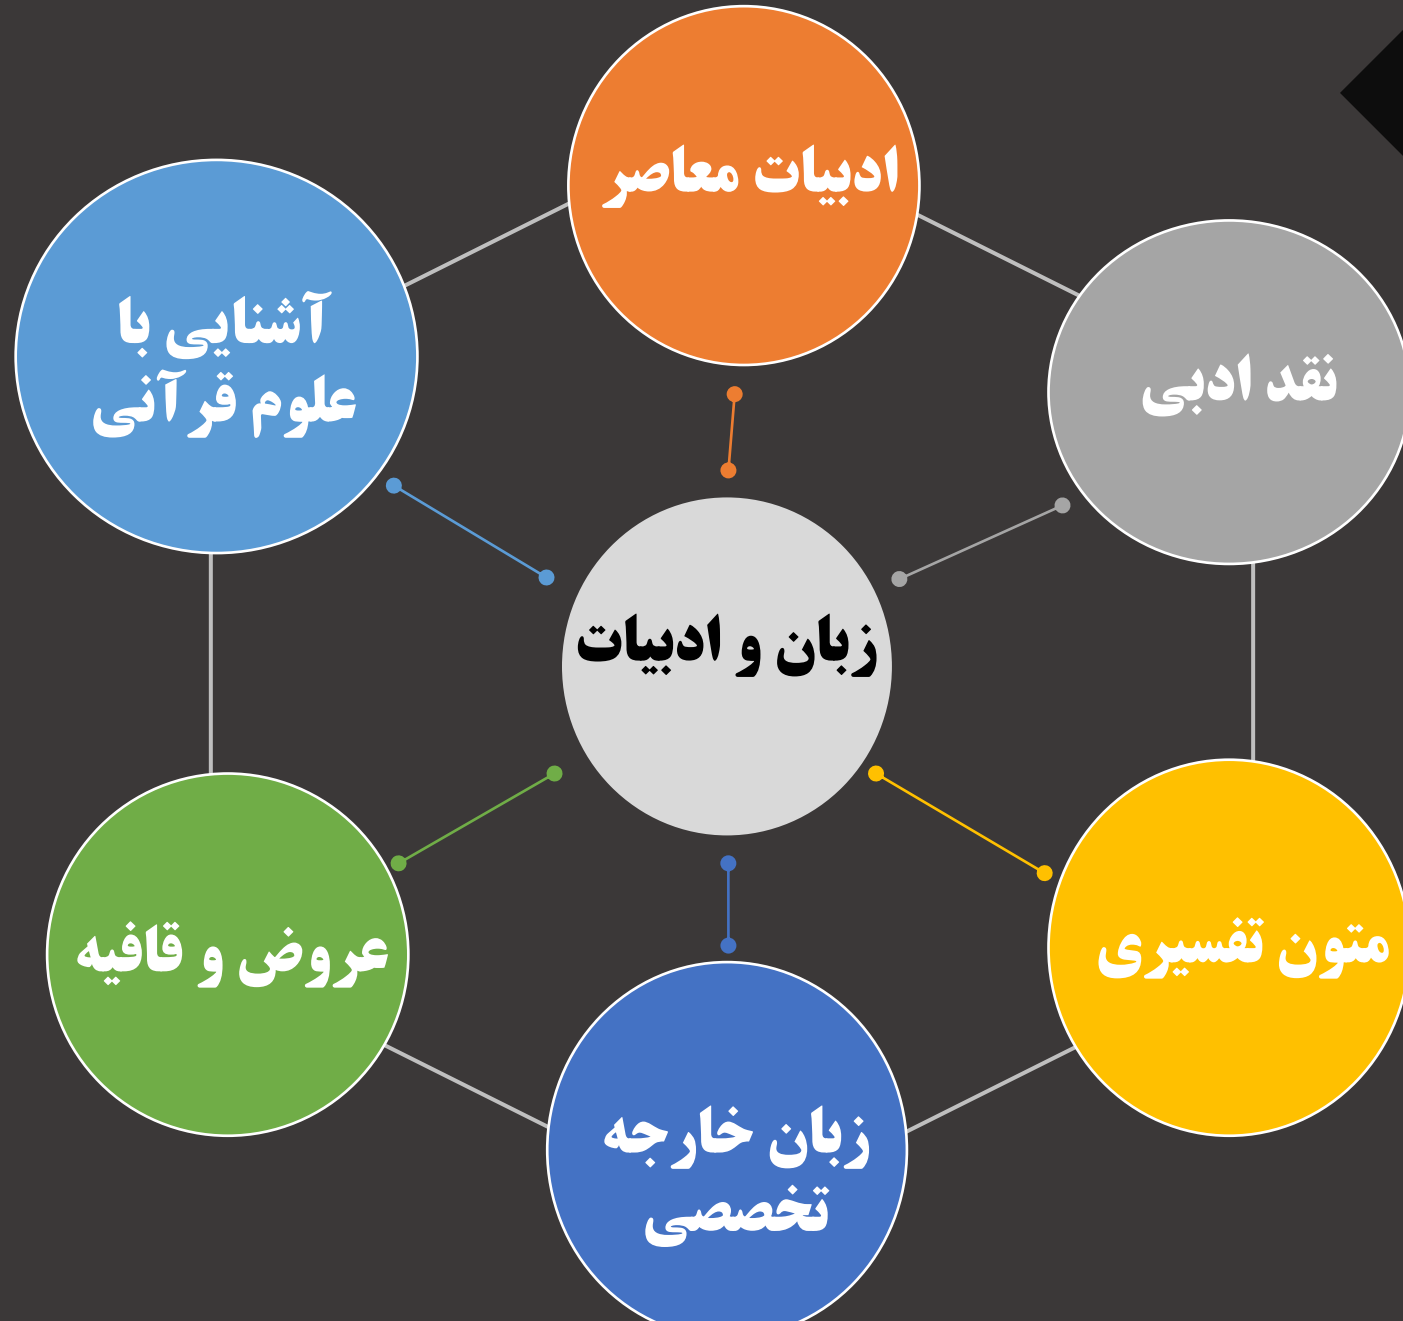 ادبیات معاصر
نقد ادبی
آشنایی با
علوم قرآنی
زبان و ادبیات
متون تفسیری
عروض و قافیه
زبان خارجه
تخصصی